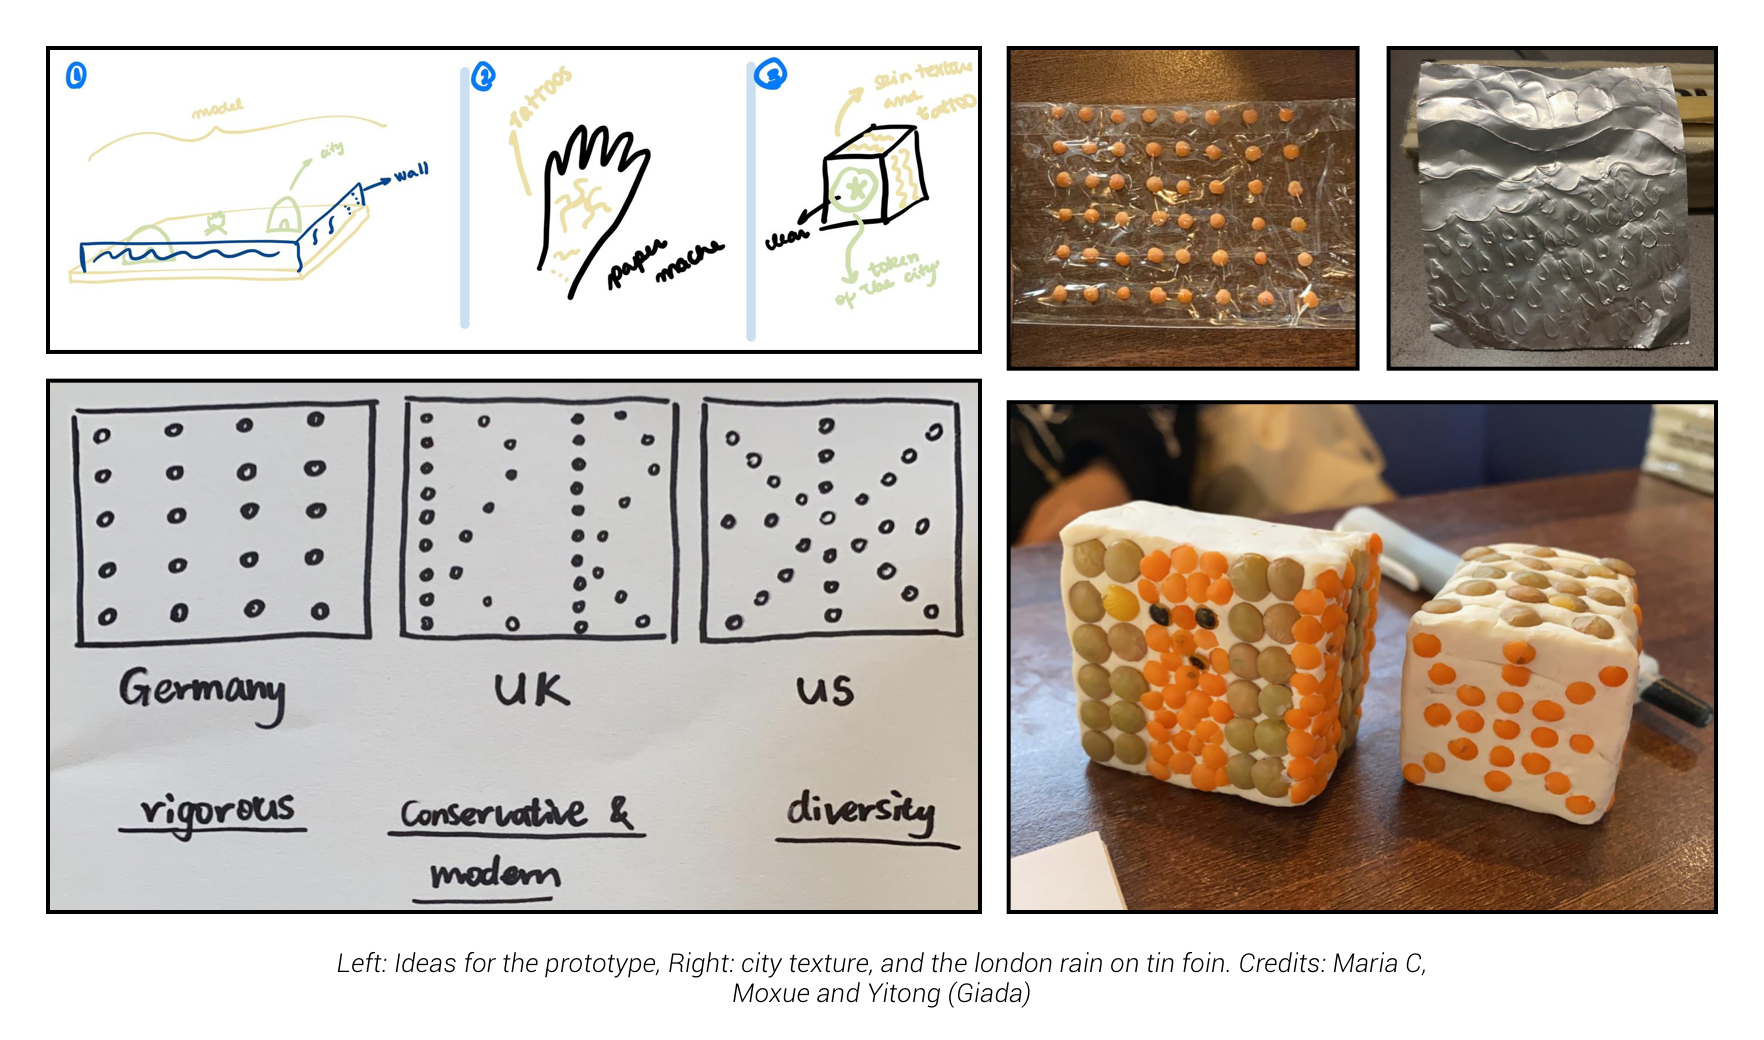 1
model
city
wall
2
Tattoos
paper
mache
3
skin texture
and
tattoo
clear
token
of the city
Germany
UK
US
rigorous
Conservative &
modern
diversity
Left: Ideas for the prototype, Right: city texture, and the london rain on tin foin. Credits: Maria C,
Moxue and Yitong (Giada)